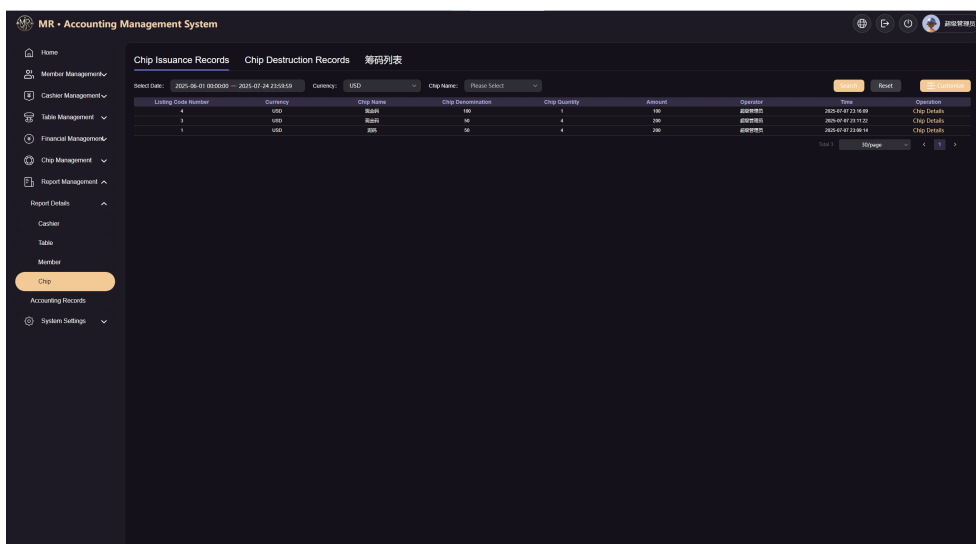 MR • Accounting Management System
超级管理员
Home
Member Management
Cashier Management
Table Management
Financial Management
Chip Management
Report Management
Report Details
Cashier
Table
Member
Chip
Accounting Records
System Settings
Chip Issuance Records Chip Destruction Records 筹码列表
Select Date: 2025-06-01 00:00:00 — 2025-07-24 23:59:59 Currency: USD Chip Name: Please Select Search Reset Customize
Listing Code Number Currency Chip Name Chip Denomination Chip Quantity Amount Operator Time Operation
4 USD 现金码 100 1 100 超级管理员 2025-07-07 23:16:09 Chip Details
3 USD 现金码 50 4 200 超级管理员 2025-07-07 23:11:22 Chip Details
1 USD 50 4 200 超级管理员 2025-07-07 23:09:14 Chip Details
Total 3 30/page 1